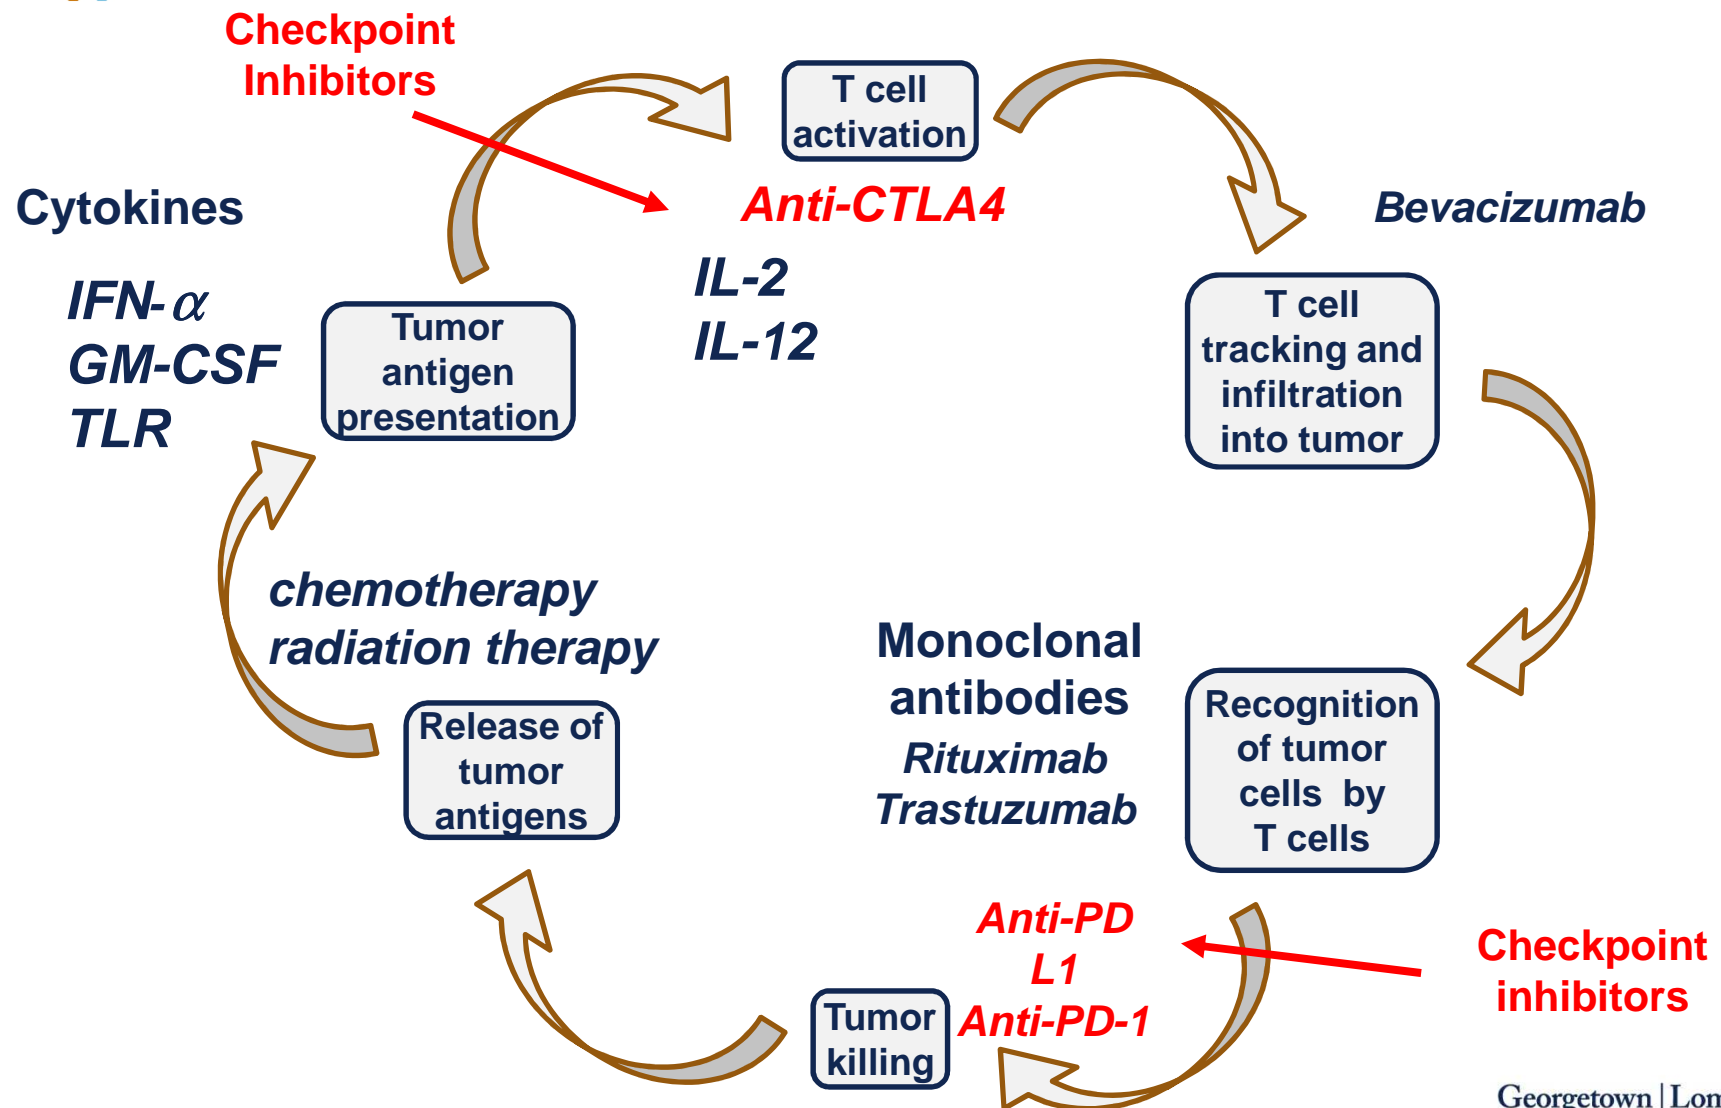 Checkpoint
Inhibitors
T cell
activation
Cytokines
Anti-CTLA4
Bevacizumab
IFN-α
GM-CSF
TLR
IL-2
IL-12
Tumor
antigen
presentation
T cell
tracking and
infiltration
into tumor
chemotherapy
radiation therapy
Monoclonal
antibodies
Rituximab
Trastuzumab
Recognition
of tumor
cells by
T cells
Release of
tumor
antigens
Anti-PD
L1
Anti-PD-1
Checkpoint
inhibitors
Tumor
killing
Georgetown | Lom